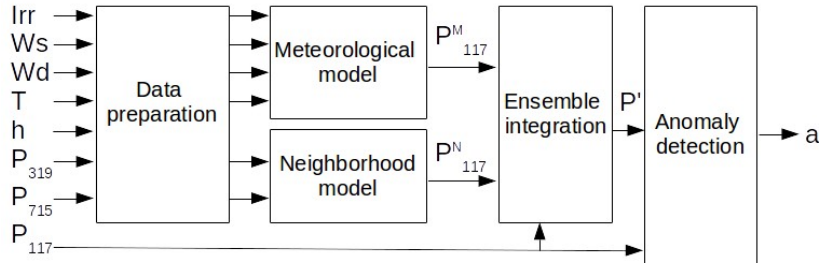 Irr
Ws
Wd
T
h
P319
P715
P117
Data
preparation
Meteorological
model
Neighborhood
model
PM117
PN117
Ensemble
integration
P'
Anomaly
detection
a